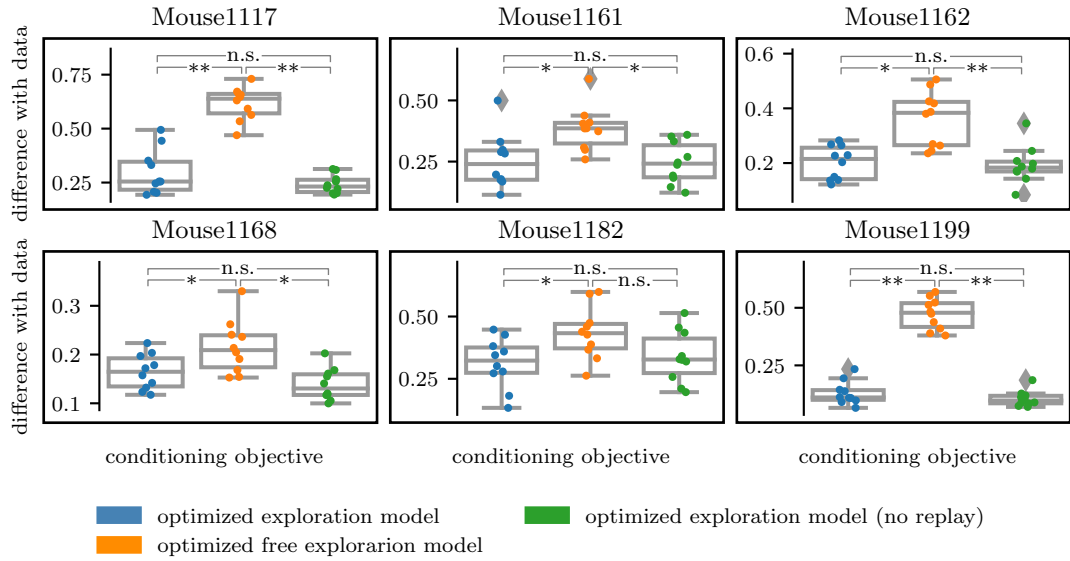 Mouse1117 Mouse1161 Mouse1162
difference with data
0.75
0.50
0.25
n.s.
** **
0.50
0.25
n.s.
* *
0.6
0.4
0.2
n.s.
* **
Mouse1168 Mouse1182 Mouse1199
difference with data
0.3
0.2
0.1
n.s.
* *
0.50
0.25
n.s.
* n.s.
0.50
0.25
n.s.
** **
conditioning objective conditioning objective conditioning objective
optimized exploration model
optimized free explorarion model
optimized exploration model (no replay)